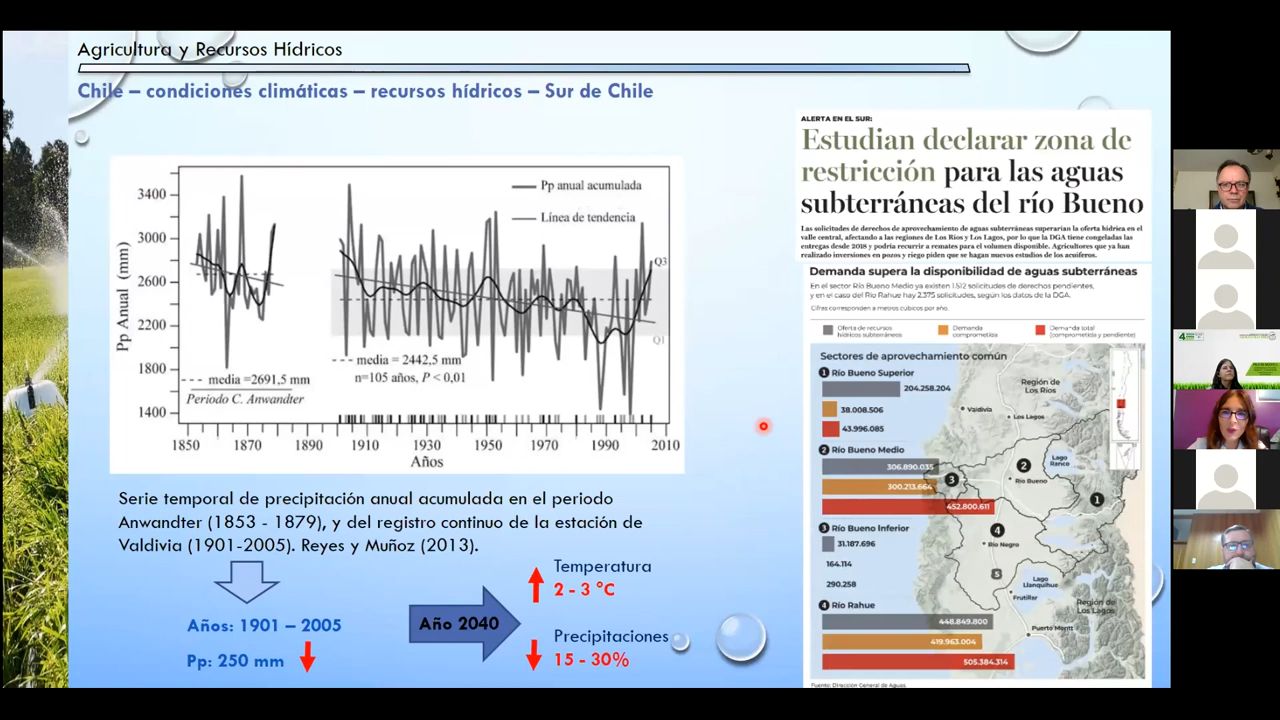 Agricultura y Recursos Hídricos
Chile – condiciones climáticas – recursos hídricos – Sur de Chile
Pp Anual (mm)
3400
3000
2600
2200
1800
1400
Pp anual acumulada
Línea de tendencia
Q3
Q1
media = 2691,5 mm
Periodo C. Anwandter
media = 2442,5 mm
n=105 años, P < 0,01
1850
1870
1890
1910
1930
1950
1970
1990
2010
Años
Serie temporal de precipitación anual acumulada en el periodo
Anwandter (1853 - 1879), y del registro continuo de la estación de
Valdivia (1901-2005). Reyes y Muñoz (2013).
Años: 1901 – 2005
Pp: 250 mm
Año 2040
Temperatura
2 - 3 °C
Precipitaciones
15 - 30%
ALERTA EN EL SUR:
Estudian declarar zona de
restricción para las aguas
subterráneas del río Bueno
Las solicitudes de derechos de aprovechamiento de aguas subterráneas superarían la oferta hídrica en el
valle central, afectando a las regiones de Los Ríos y Los Lagos, por lo que la DGA tiene congeladas las
entregas desde 2018 y podría recurrir a remates para el volumen disponible. Agricultores que ya han
realizado inversiones en pozos y riego piden que se hagan nuevos estudios de los acuíferos.
Demanda supera la disponibilidad de aguas subterráneas
En el sector Río Bueno Medio ya existen 1.512 solicitudes de derechos pendientes,
y en el caso del Río Rahue hay 2.375 solicitudes, según los datos de la DGA.
Cifras corresponden a metros cúbicos por año.
Oferta de recursos
hídricos subterráneos
Demanda
comprometida
Demanda total
(comprometida y pendiente)
Sectores de aprovechamiento común
1 Río Bueno Superior
204.258.204
38.008.506
43.996.085
2 Río Bueno Medio
306.890.035
300.213.664
452.800.611
3 Río Bueno Inferior
31.187.696
164.114
290.258
4 Río Rahue
448.849.800
419.963.004
505.384.314
Región de
Los Ríos
Valdivia
Los Lagos
Lago
Ranco
2
Río Bueno
3
1
4
Río Negro
5
Lago
Llanquihue
Frutillar
Región de
Los Lagos
Puerto Montt
Fuente: Dirección General de Aguas.